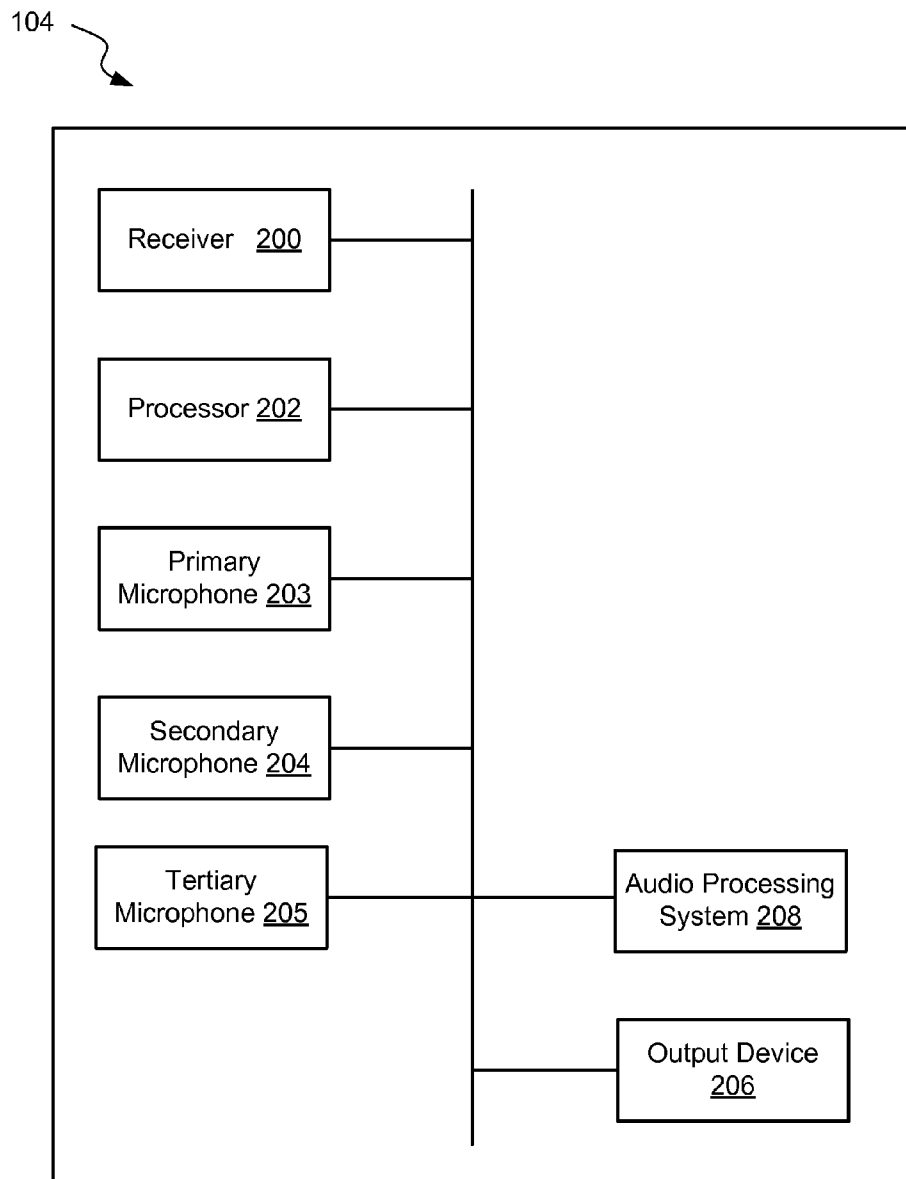 104
Receiver 200
Processor 202
Primary
Microphone 203
Secondary
Microphone 204
Tertiary
Microphone 205
Audio Processing
System 208
Output Device
206